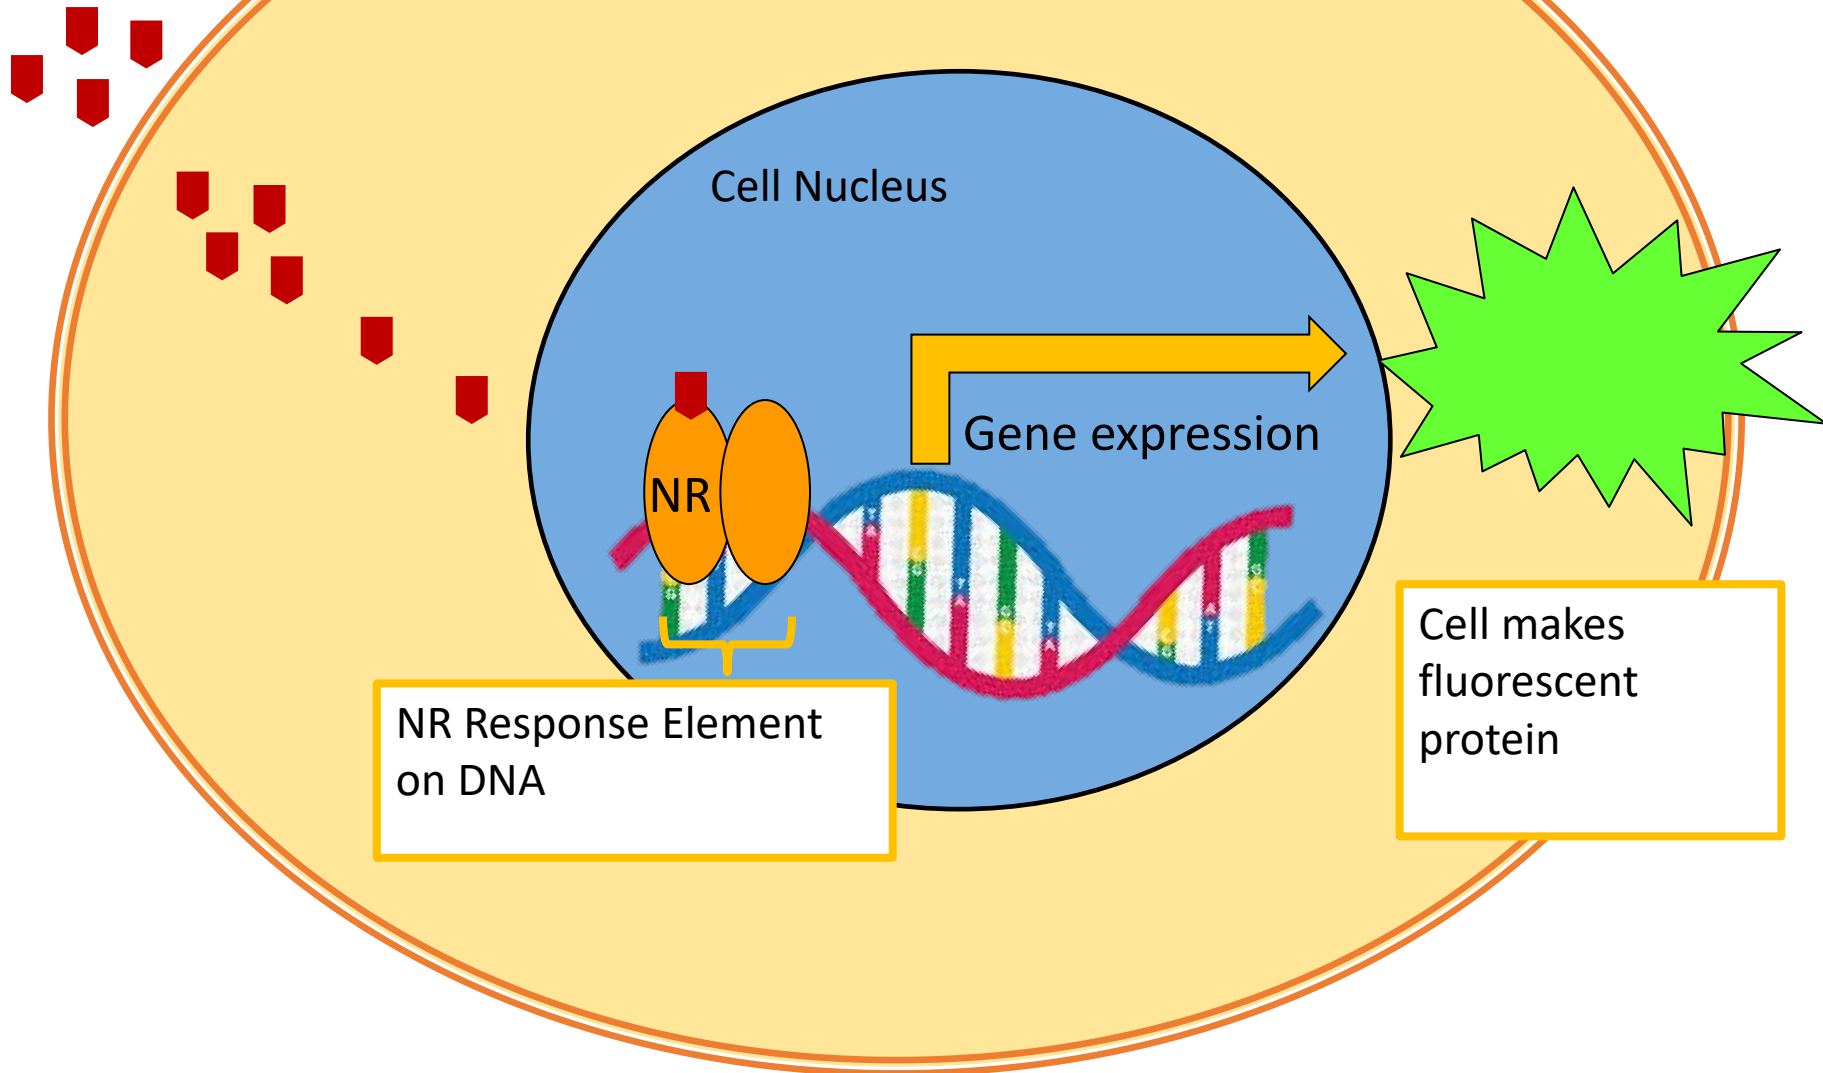 Cell Nucleus
Gene expression
NR
NR Response Element
on DNA
Cell makes
fluorescent
protein